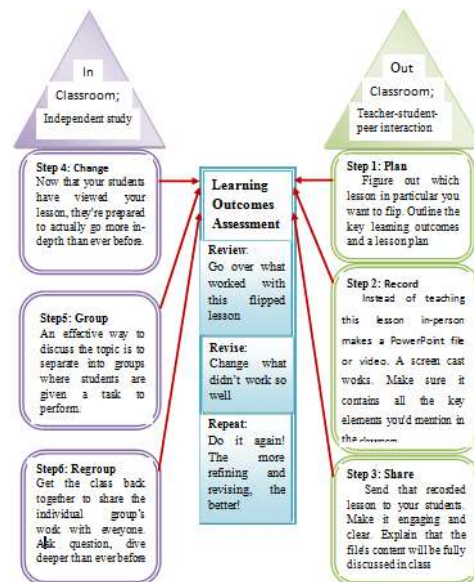 In
Classroom;
Independent study
Out
Classroom;
Teacher-student-
peer interaction
Step 4: Change
Now that your students
have viewed your
lesson, they're prepared
to actually go more in-
depth than ever before.
Step5: Group
An effective way to
discuss the topic is to
separate into groups
where students are
given a task to
perform.
Step6: Regroup
Get the class back
together to share the
individual group's
work with everyone.
Ask question, dive
deeper than ever before
Learning
Outcomes
Assessment
Review:
Go over what
worked with
this flipped
lesson
Revise:
Change what
didn't work so
well
Repeat:
Do it again!
The more
refining and
revising, the
better!
Step 1: Plan
Figure out which
lesson in particular you
want to flip. Outline the
key learning outcomes
and a lesson plan
Step 2: Record
Instead of teaching
this lesson in-person
makes a PowerPoint file
or video. A screen cast
works. Make sure it
contains all the key
elements you'd mention in
the classroom
Step 3: Share
Send that recorded
lesson to your students.
Make it engaging and
clear. Explain that the
file's content will be fully
discussed in class